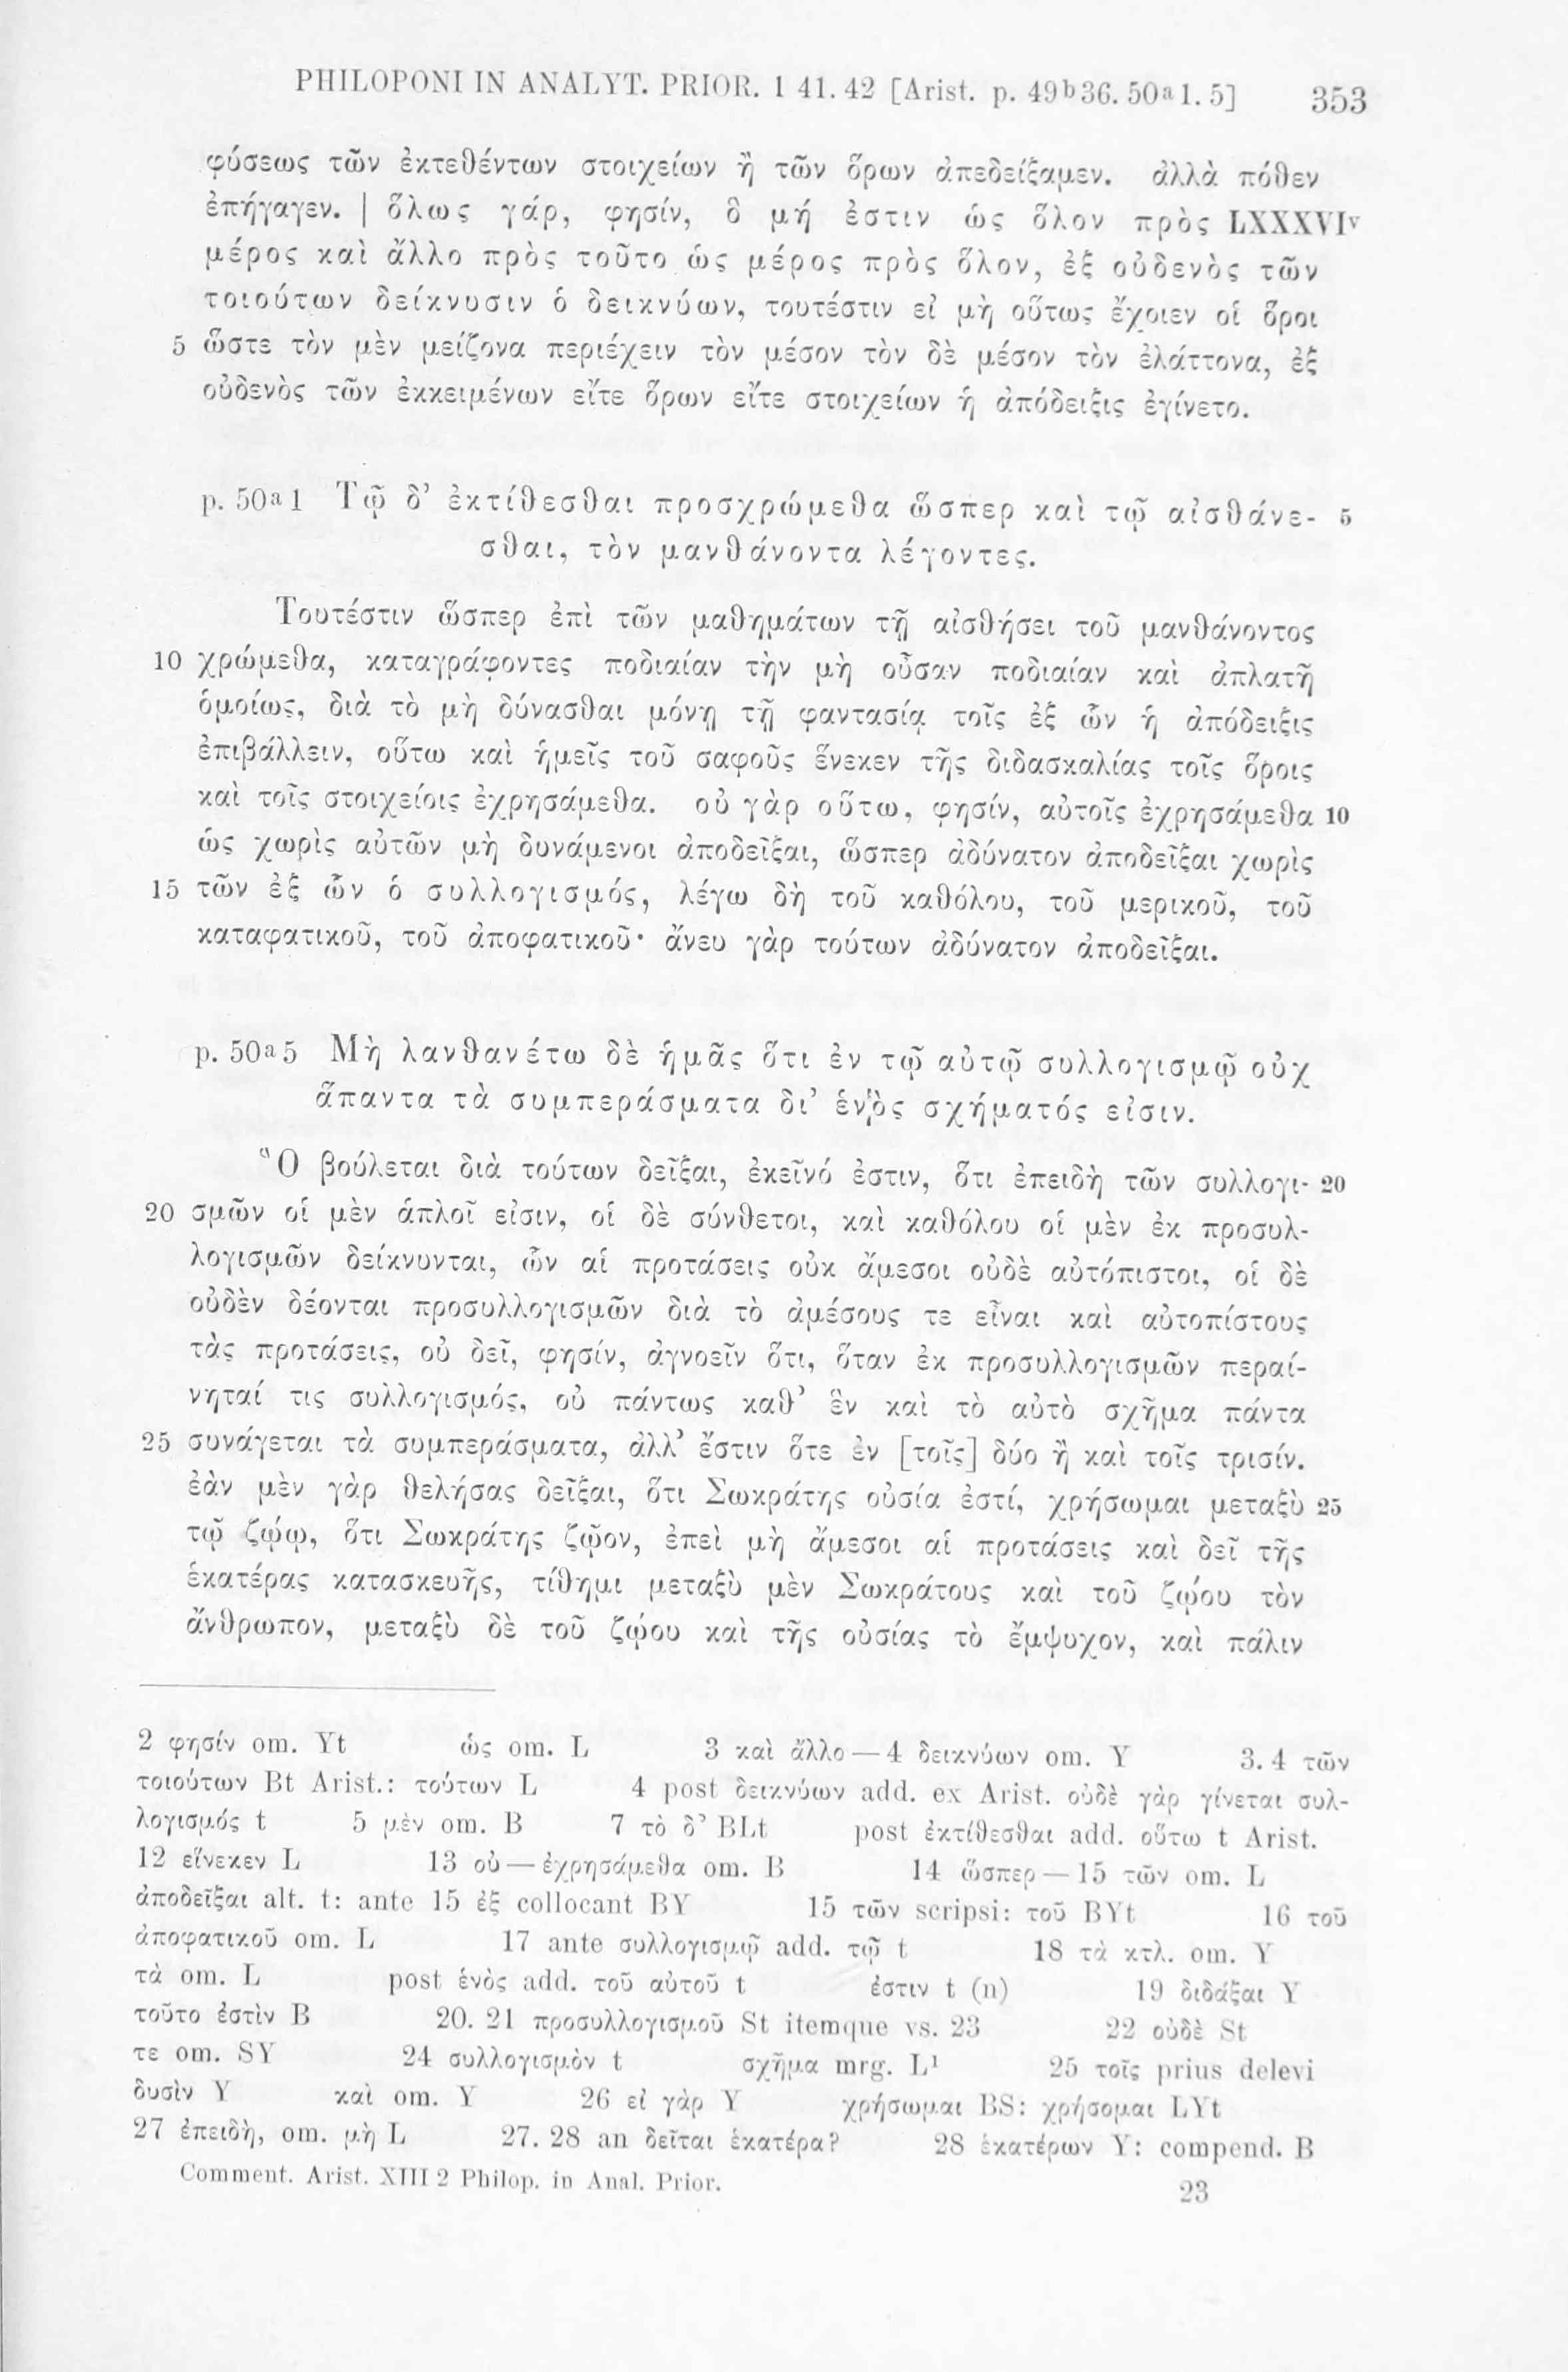 PHILOPONI IN ANALYT. PRIOR. I 41. 42 [Arist. p. 49b36. 50a1. 5] 353
φύσεως τῶν ἐκτεθέντων στοιχείων ἢ τῶν ὅρων ἀπεδείξαμεν. ἀλλὰ πόθεν
ἐπήγαγεν. | ὅλως γάρ, φησίν, ὃ μή ἐστιν ὡς ὅλον πρὸς LXXXVIv
μέρος καὶ ἄλλο πρὸς τοῦτο ὡς μέρος πρὸς ὅλον, ἐξ οὐδενὸς τῶν
τοιούτων δείκνυσιν ὁ δεικνύων, τουτέστιν εἰ μὴ οὕτως ἔχοιεν οἱ ὅροι
5 ὥστε τὸν μὲν μείζονα περιέχειν τὸν μέσον τὸν δὲ μέσον τὸν ἐλάττονα, ἐξ
οὐδενὸς τῶν ἐκκειμένων εἴτε ὅρων εἴτε στοιχείων ἡ ἀπόδειξις ἐγίνετο.
p. 50a1 Τῷ δ’ ἐκτίθεσθαι προσχρώμεθα ὥσπερ καὶ τῷ αἰσθάνε- 5
σθαι, τὸν μανθάνοντα λέγοντες.
Τουτέστιν ὥσπερ ἐπὶ τῶν μαθημάτων τῇ αἰσθήσει τοῦ μανθάνοντος
10 χρώμεθα, καταγράφοντες ποδιαίαν τὴν μὴ οὖσαν ποδιαίαν καὶ ἀπλατῆ
ὁμοίως, διὰ τὸ μὴ δύνασθαι μόνῃ τῇ φαντασίᾳ τοῖς ἐξ ὧν ἡ ἀπόδειξις
ἐπιβάλλειν, οὕτω καὶ ἡμεῖς τοῦ σαφοῦς ἕνεκεν τῆς διδασκαλίας τοῖς ὅροις
καὶ τοῖς στοιχείοις ἐχρησάμεθα. οὐ γὰρ οὕτω, φησίν, αὐτοῖς ἐχρησάμεθα 10
ὡς χωρὶς αὐτῶν μὴ δυνάμενοι ἀποδεῖξαι, ὥσπερ ἀδύνατον ἀποδεῖξαι χωρὶς
15 τῶν ἐξ ὧν ὁ συλλογισμός, λέγω δὴ τοῦ καθόλου, τοῦ μερικοῦ, τοῦ
καταφατικοῦ, τοῦ ἀποφατικοῦ· ἄνευ γὰρ τούτων ἀδύνατον ἀποδεῖξαι.
p. 50a5 Μὴ λανθανέτω δὲ ἡμᾶς ὅτι ἐν τῷ αὐτῷ συλλογισμῷ οὐχ
ἅπαντα τὰ συμπεράσματα δι’ ἑνὸς σχήματός εἰσιν.
Ὃ βούλεται διὰ τούτων δεῖξαι, ἐκεῖνό ἐστιν, ὅτι ἐπειδὴ τῶν συλλογι- 20
20 σμῶν οἱ μὲν ἁπλοῖ εἰσιν, οἱ δὲ σύνθετοι, καὶ καθόλου οἱ μὲν ἐκ προσυλ-
λογισμῶν δείκνυνται, ὧν αἱ προτάσεις οὐκ ἄμεσοι οὐδὲ αὐτόπιστοι, οἱ δὲ
οὐδὲν δέονται προσυλλογισμῶν διὰ τὸ ἀμέσους τε εἶναι καὶ αὐτοπίστους
τὰς προτάσεις, οὐ δεῖ, φησίν, ἀγνοεῖν ὅτι, ὅταν ἐκ προσυλλογισμῶν περαί-
νηταί τις συλλογισμός, οὐ πάντως καθ’ ἓν καὶ τὸ αὐτὸ σχῆμα πάντα
25 συνάγεται τὰ συμπεράσματα, ἀλλ’ ἔστιν ὅτε ἐν [τοῖς] δύο ἢ καὶ τοῖς τρισίν.
ἐὰν μὲν γὰρ θελήσας δεῖξαι, ὅτι Σωκράτης οὐσία ἐστί, χρήσωμαι μεταξὺ 25
τῷ ζῴῳ, ὅτι Σωκράτης ζῷον, ἐπεὶ μὴ ἄμεσοι αἱ προτάσεις καὶ δεῖ τῆς
ἑκατέρας κατασκευῆς, τίθημι μεταξὺ μὲν Σωκράτους καὶ τοῦ ζῴου τὸν
ἄνθρωπον, μεταξὺ δὲ τοῦ ζῴου καὶ τῆς οὐσίας τὸ ἔμψυχον, καὶ πάλιν
2 φησίν om. Yt ὡς om. L 3 καὶ ἄλλο — 4 δεικνύων om. Y 3. 4 τῶν
τοιούτων Bt Arist.: τούτων L 4 post δεικνύων add. ex Arist. οὐδὲ γὰρ γίνεται συλ-
λογισμός t 5 μὲν om. B 7 τὸ δ’ BLt post ἐκτίθεσθαι add. οὕτω t Arist.
12 εἵνεκεν L 13 οὐ — ἐχρησάμεθα om. B 14 ὥσπερ — 15 τῶν om. L
ἀποδεῖξαι alt. t: ante 15 ἐξ collocant BY 15 τῶν scripsi: τοῦ BYt 16 τοῦ
ἀποφατικοῦ om. L 17 ante συλλογισμῷ add. τῷ t 18 τὰ κτλ. om. Y
τὰ om. L post ἑνὸς add. τοῦ αὐτοῦ t ἐστιν t (n) 19 διδάξαι Y
τοῦτο ἐστὶν B 20. 21 προσυλλογισμοῦ St itemque vs. 23 22 οὐδὲ St
τε om. SY 24 συλλογισμὸν t σχῆμα mrg. L1 25 τοῖς prius delevi
δυσὶν Y καὶ om. Y 26 εἰ γὰρ Y χρήσωμαι BS: χρήσομαι LYt
27 ἐπειδὴ, om. μὴ L 27. 28 an δεῖται ἑκατέρα? 28 ἑκατέρων Y: compend. B
Comment. Arist. XIII 2 Philop. in Anal. Prior. 23